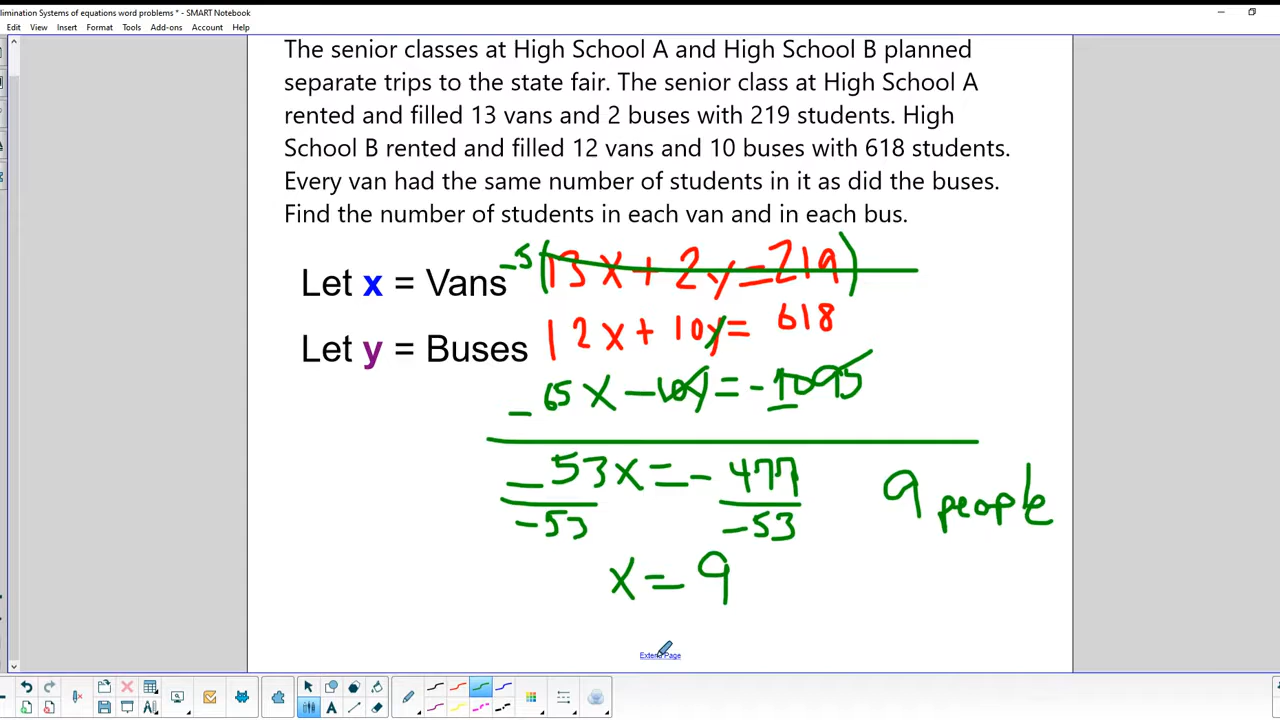 limination Systems of equations word problems * - SMART Notebook
Edit View Insert Format Tools Add-ons Account Help
The senior classes at High School A and High School B planned
separate trips to the state fair. The senior class at High School A
rented and filled 13 vans and 2 buses with 219 students. High
School B rented and filled 12 vans and 10 buses with 618 students.
Every van had the same number of students in it as did the buses.
Find the number of students in each van and in each bus.
Let x = Vans
-5(13x + 2y = 219)
12x + 10y = 618
Let y = Buses
-65x - 10y = -1095
-53x = -477
-53 -53
9 people
x = 9
Extend Page